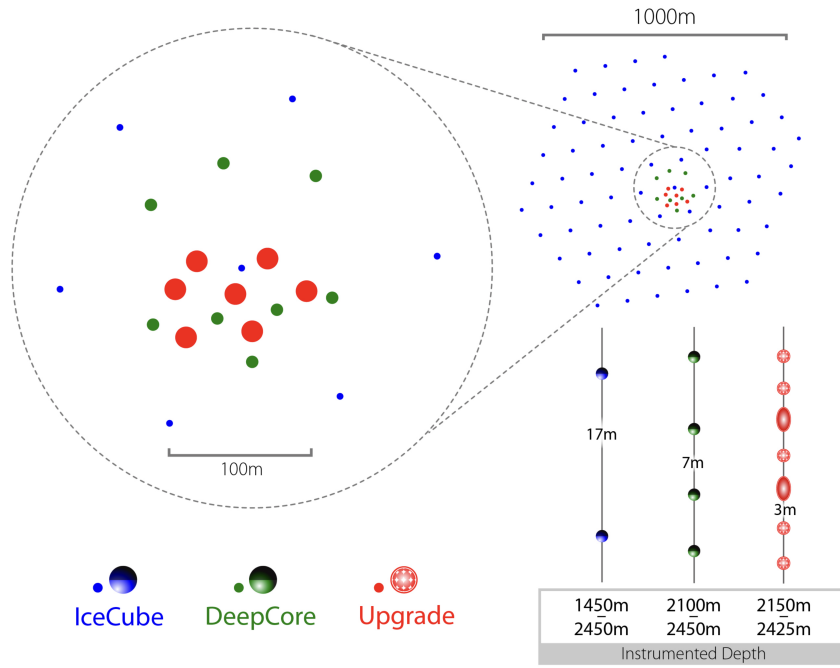 1000m
100m
17m
7m
3m
IceCube
DeepCore
Upgrade
1450m
–
2450m
2100m
–
2450m
2150m
–
2425m
Instrumented Depth